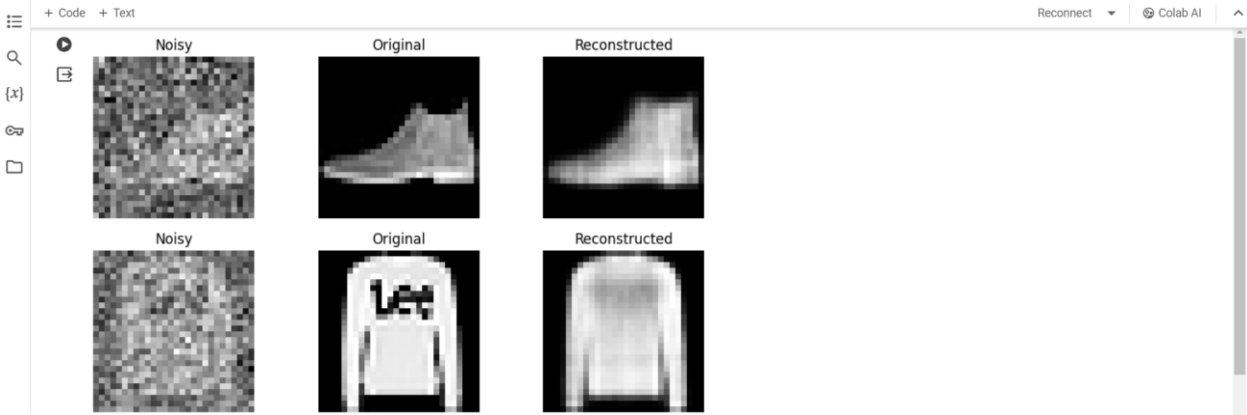 + Code + Text Reconnect Colab AI
{x}
Noisy Original Reconstructed
Noisy Original Reconstructed
Lee